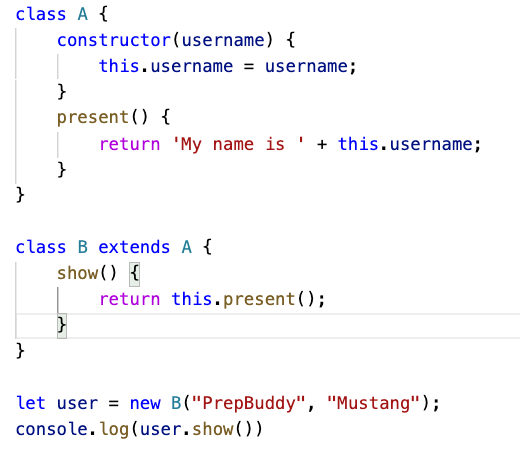 class A {
    constructor(username) {
        this.username = username;
    }
    present() {
        return 'My name is ' + this.username;
    }
}

class B extends A {
    show() {
        return this.present();
    }
}

let user = new B("PrepBuddy", "Mustang");
console.log(user.show())